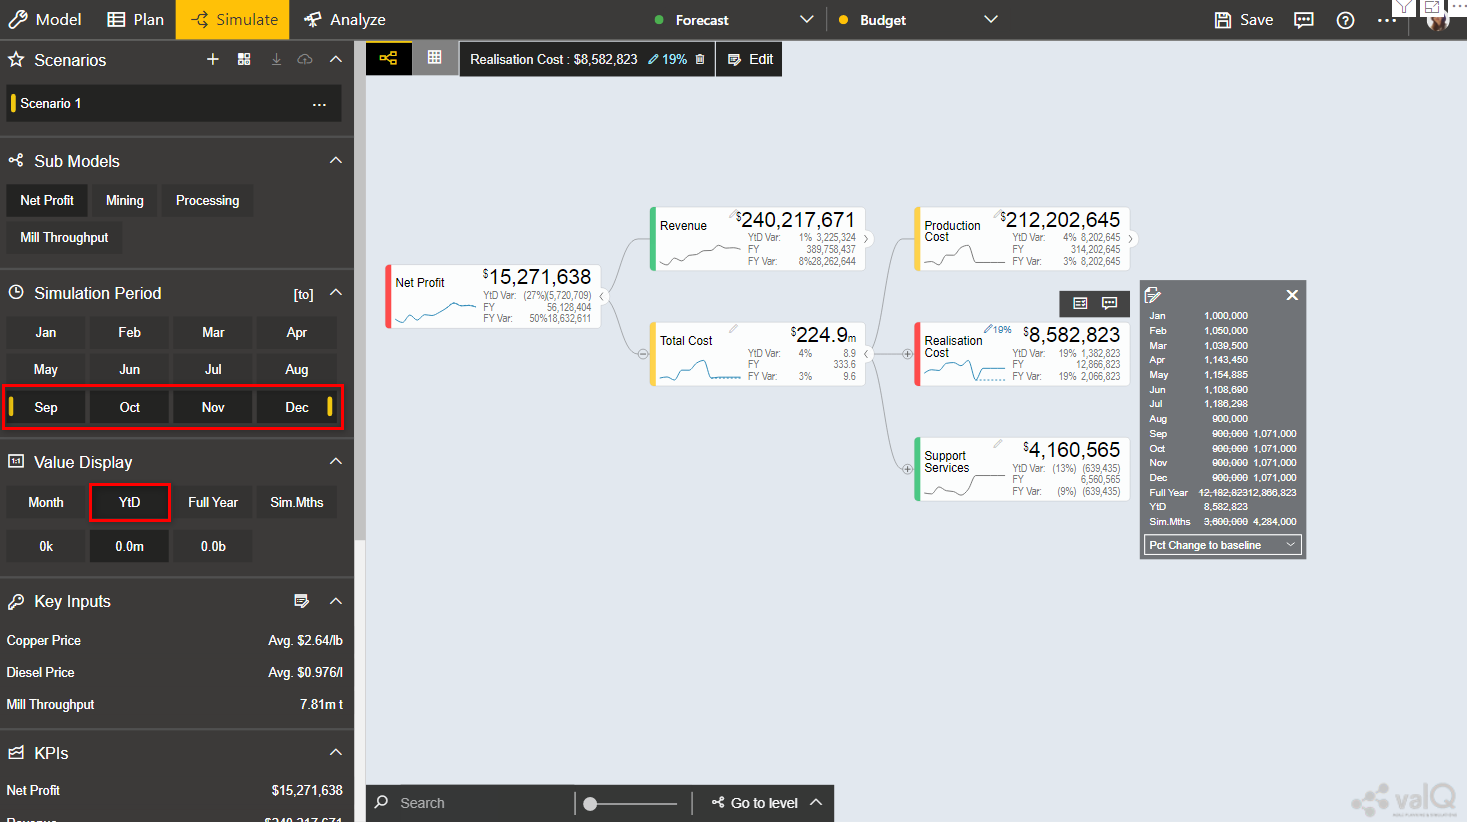 Model
Plan
Simulate
Analyze
Forecast
Budget
Save
Scenarios
Scenario 1
Sub Models
Net Profit
Mining
Processing
Mill Throughput
Simulation Period
[to]
Jan
Feb
Mar
Apr
May
Jun
Jul
Aug
Sep
Oct
Nov
Dec
Value Display
Month
YtD
Full Year
Sim.Mths
0k
0.0m
0.0b
Key Inputs
Copper Price Avg. $2.64/lb
Diesel Price Avg. $0.976/l
Mill Throughput 7.81m t
KPIs
Net Profit $15,271,638
Realisation Cost : $8,582,823 19%
Edit
Net Profit
$15,271,638
YtD Var: (27%)(5,720,709)
FY 56,128,404
FY Var: 50%18,632,611
Revenue
$240,217,671
YtD Var: 1% 3,225,324
FY 389,758,437
FY Var: 8%28,262,644
Total Cost
$224.9m
YtD Var: 4% 8.9
FY 333.6
FY Var: 3% 9.6
Production
Cost
$212,202,645
YtD Var: 4% 8,202,645
FY 314,202,645
FY Var: 3% 8,202,645
Realisation
Cost
19%
$8,582,823
YtD Var: 19% 1,382,823
FY 12,866,823
FY Var: 19% 2,066,823
Support
Services
$4,160,565
YtD Var: (13%) (639,435)
FY 6,560,565
FY Var: (9%) (639,435)
Jan 1,000,000
Feb 1,050,000
Mar 1,039,500
Apr 1,143,450
May 1,154,885
Jun 1,108,690
Jul 1,186,298
Aug 900,000
Sep 900,000 1,071,000
Oct 900,000 1,071,000
Nov 900,000 1,071,000
Dec 900,000 1,071,000
Full Year 12,182,823 12,866,823
YtD 8,582,823
Sim.Mths 3,600,000 4,284,000
Pct Change to baseline
Search
Go to level
valQ